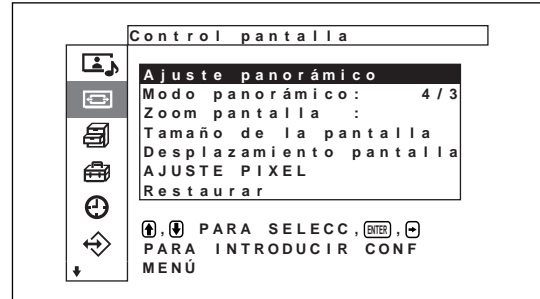 Control pantalla
Ajuste panorámico
Modo panorámico: 4/3
Zoom pantalla :
Tamaño de la pantalla
Desplazamiento pantalla
AJUSTE PIXEL
Restaurar
, PARA SELECC, ENTER,
PARA INTRODUCIR CONF
MENÚ